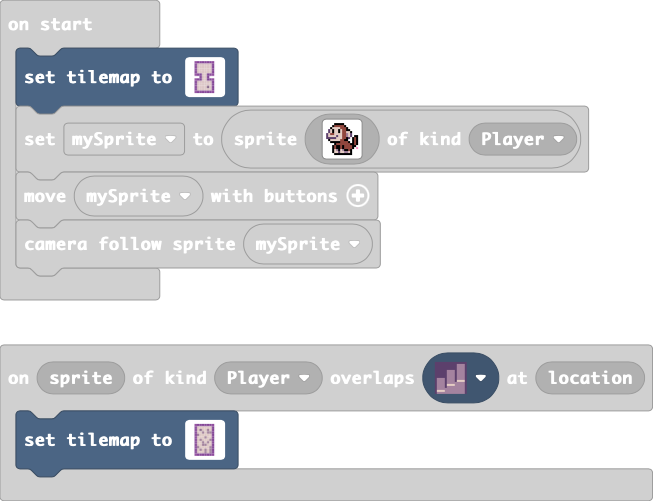 on start
set tilemap to
set mySprite to sprite of kind Player
move mySprite with buttons
camera follow sprite mySprite
on sprite of kind Player overlaps at location
set tilemap to